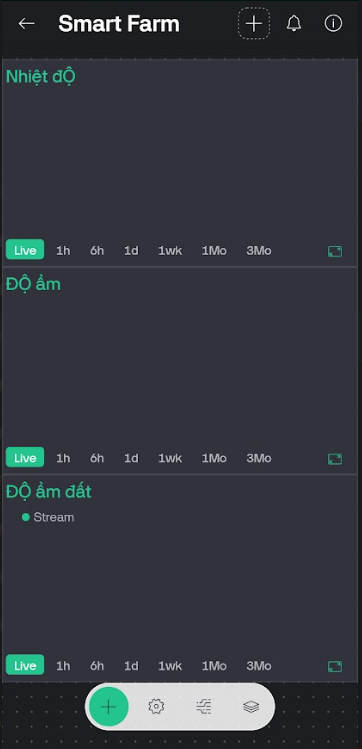 Smart Farm
Nhiệt độ
Live 1h 6h 1d 1wk 1Mo 3Mo
Độ ẩm
Live 1h 6h 1d 1wk 1Mo 3Mo
Độ ẩm đất
Stream
Live 1h 6h 1d 1wk 1Mo 3Mo